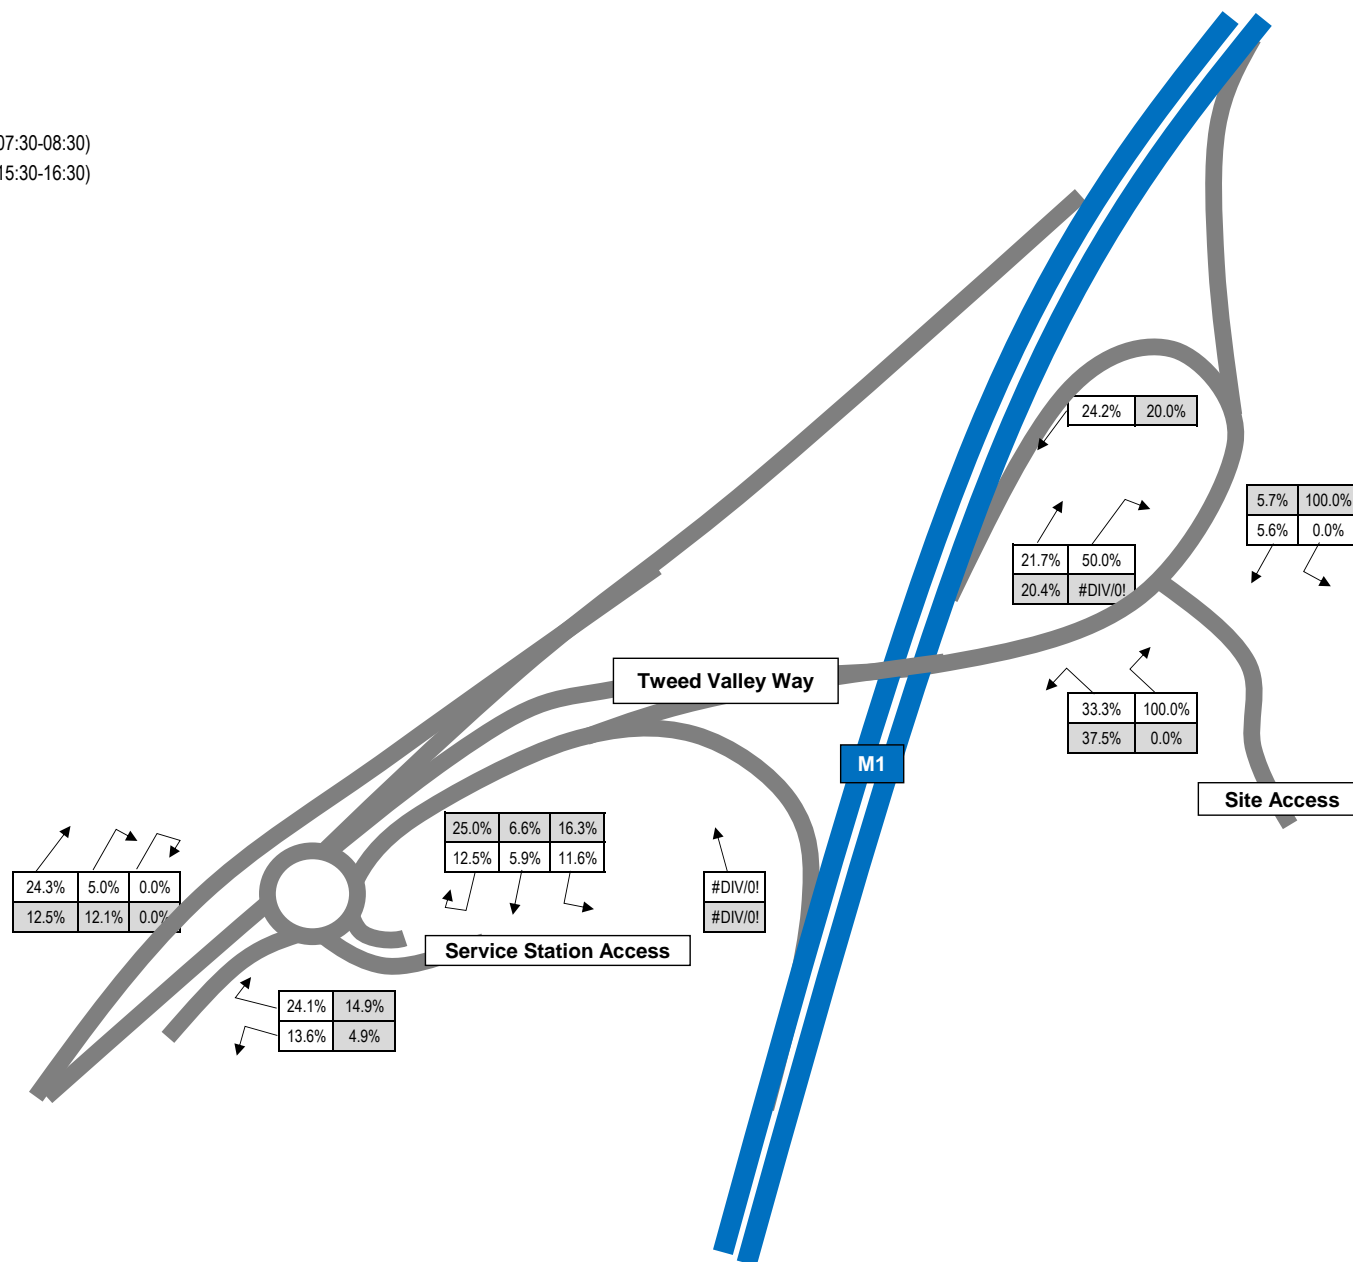 07:30-08:30)
15:30-16:30)
24.2% 20.0%
5.7% 100.0%
5.6% 0.0%
21.7% 50.0%
20.4% #DIV/0!
Tweed Valley Way
33.3% 100.0%
37.5% 0.0%
M1
Site Access
25.0% 6.6% 16.3%
12.5% 5.9% 11.6%
24.3% 5.0% 0.0%
12.5% 12.1% 0.0%
#DIV/0!
#DIV/0!
Service Station Access
24.1% 14.9%
13.6% 4.9%